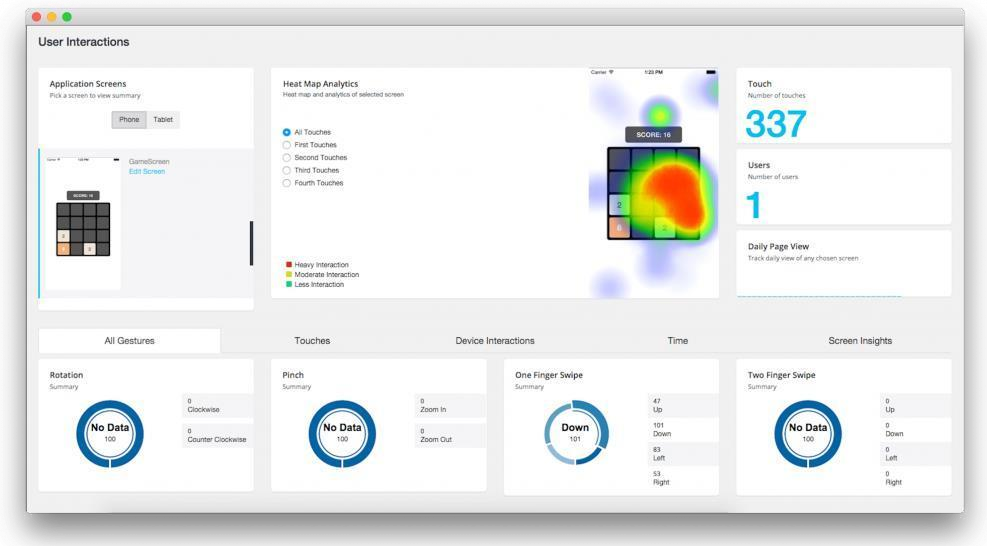 User Interactions
Application Screens
Pick a screen to view summary
Phone
Tablet
Carrier
1:23 PM
GameScreen
Edit Screen
SCORE: 16
2
8
2
Heat Map Analytics
Heat map and analytics of selected screen
All Touches
First Touches
Second Touches
Third Touches
Fourth Touches
Heavy Interaction
Moderate Interaction
Less Interaction
Carrier
1:23 PM
SCORE: 16
2
8
2
Touch
Number of touches
337
Users
Number of users
1
Daily Page View
Track daily view of any chosen screen
All Gestures
Touches
Device Interactions
Time
Screen Insights
Rotation
Summary
No Data
100
0
Clockwise
0
Counter Clockwise
Pinch
Summary
No Data
100
0
Zoom In
0
Zoom Out
One Finger Swipe
Summary
Down
101
47
Up
101
Down
83
Left
53
Right
Two Finger Swipe
Summary
No Data
100
0
Up
0
Down
0
Left
0
Right